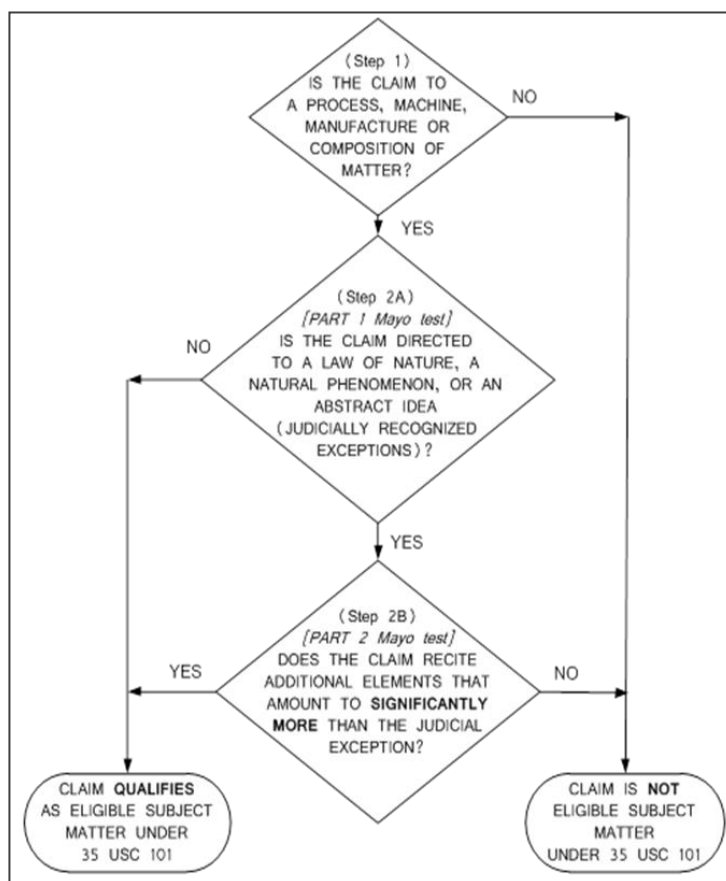 (Step 1)
IS THE CLAIM TO
A PROCESS, MACHINE,
MANUFACTURE OR
COMPOSITION OF
MATTER?
NO
YES
(Step 2A)
[PART 1 Mayo test]
IS THE CLAIM DIRECTED
TO A LAW OF NATURE, A
NATURAL PHENOMENON, OR AN
ABSTRACT IDEA
(JUDICIALLY RECOGNIZED
EXCEPTIONS)?
NO
YES
(Step 2B)
[PART 2 Mayo test]
DOES THE CLAIM RECITE
ADDITIONAL ELEMENTS THAT
AMOUNT TO SIGNIFICANTLY
MORE THAN THE JUDICIAL
EXCEPTION?
YES
NO
CLAIM QUALIFIES
AS ELIGIBLE SUBJECT
MATTER UNDER
35 USC 101
CLAIM IS NOT
ELIGIBLE SUBJECT
MATTER
UNDER 35 USC 101